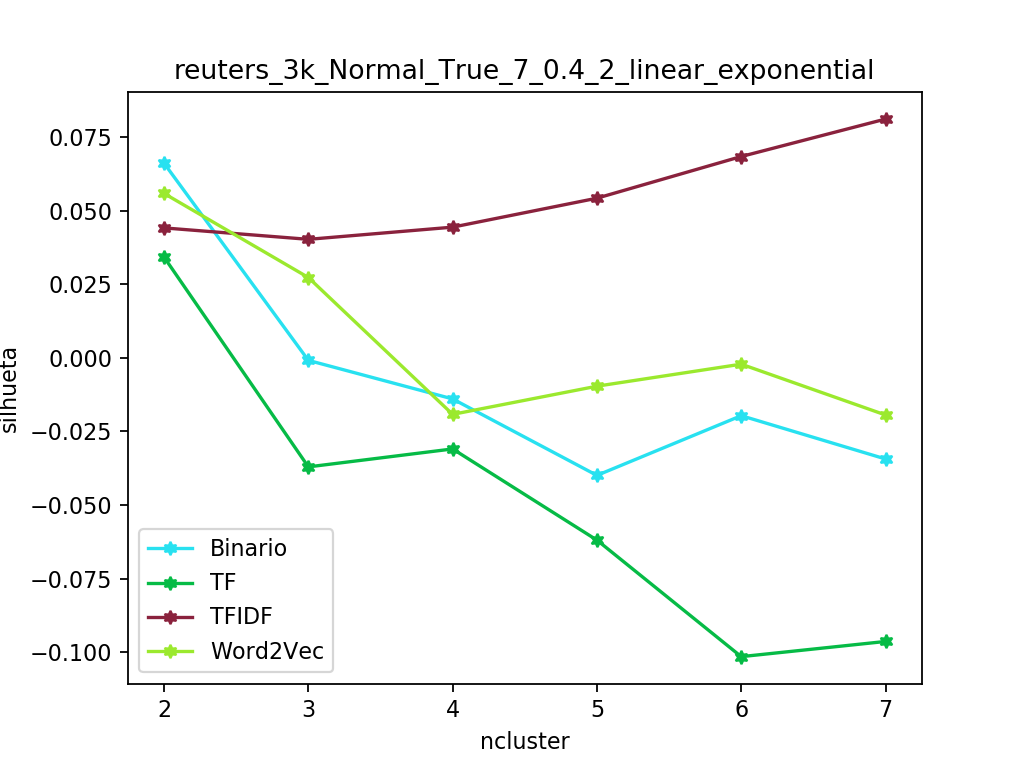 reuters_3k_Normal_True_7_0.4_2_linear_exponential
0.075
0.050
0.025
0.000
−0.025
−0.050
−0.075
−0.100
silhueta
Binario
TF
TFIDF
Word2Vec
2 3 4 5 6 7
ncluster